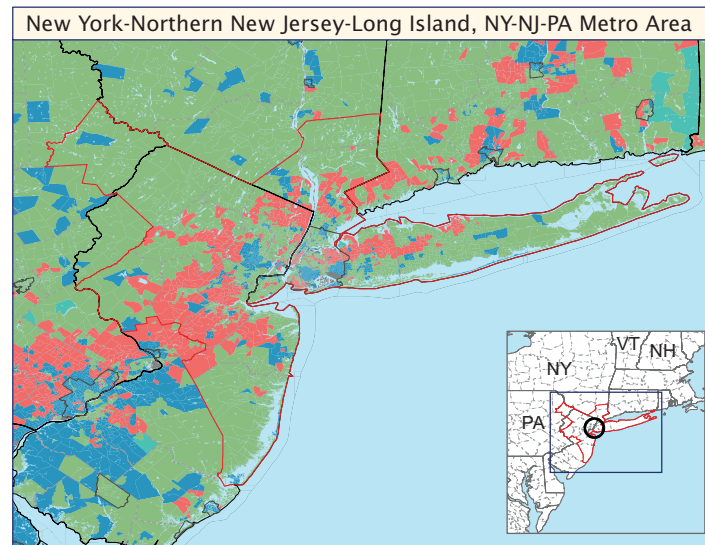 New York-Northern New Jersey-Long Island, NY-NJ-PA Metro Area
VT
NH
NY
PA